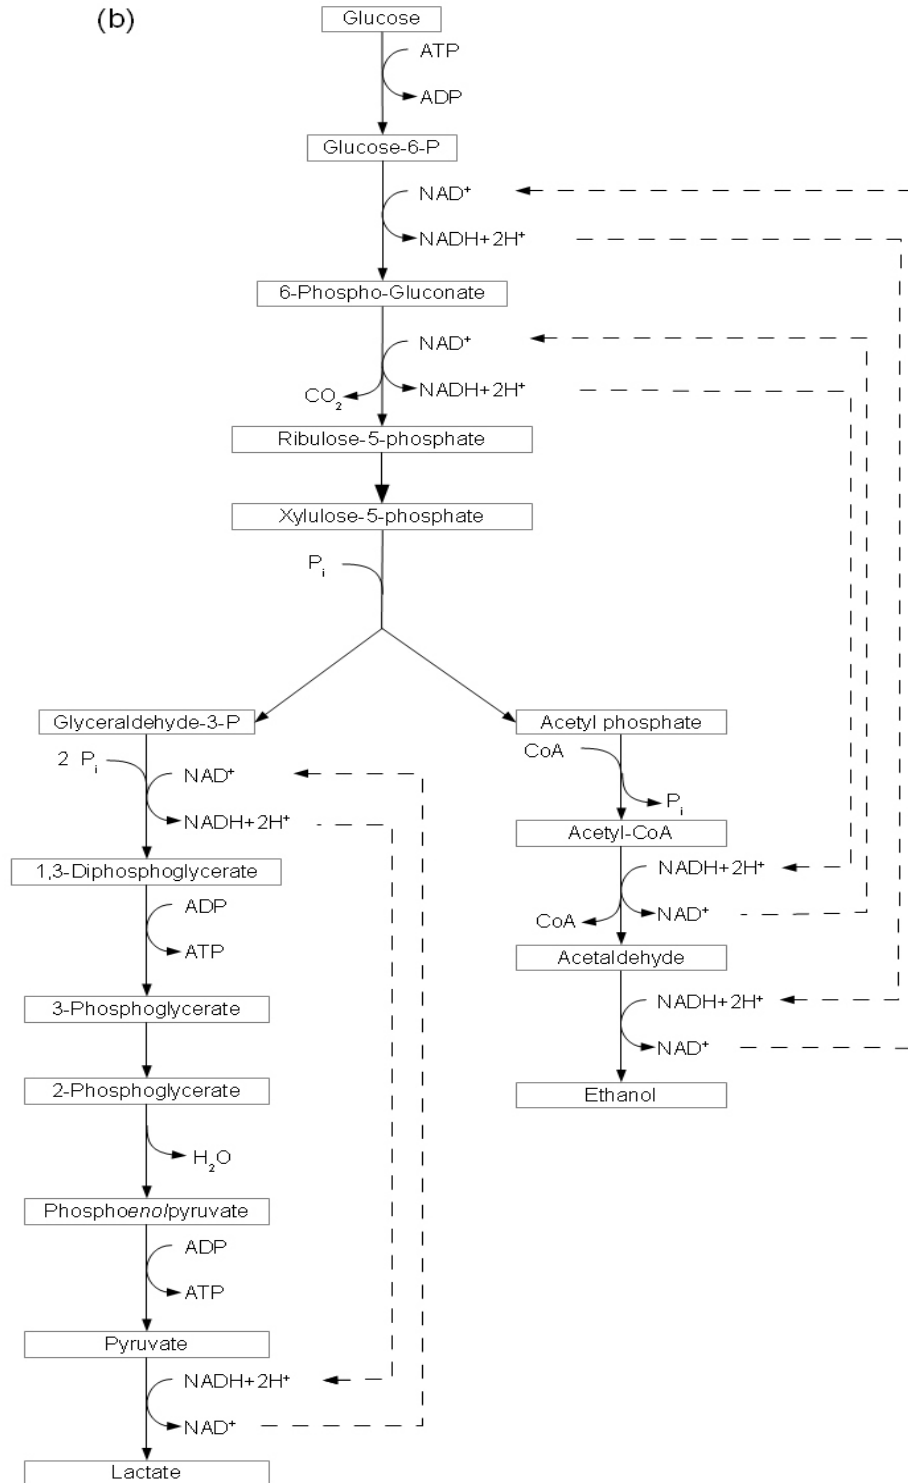 (b)
Glucose
ATP
ADP
Glucose-6-P
NAD⁺
NADH+2H⁺
6-Phospho-Gluconate
NAD⁺
CO₂ NADH+2H⁺
Ribulose-5-phosphate
Xylulose-5-phosphate
Pᵢ
Glyceraldehyde-3-P
2 Pᵢ
NAD⁺
NADH+2H⁺
1,3-Diphosphoglycerate
ADP
ATP
3-Phosphoglycerate
2-Phosphoglycerate
H₂O
Phosphoenolpyruvate
ADP
ATP
Pyruvate
NADH+2H⁺
NAD⁺
Lactate
Acetyl phosphate
CoA
Pᵢ
Acetyl-CoA
NADH+2H⁺
CoA NAD⁺
Acetaldehyde
NADH+2H⁺
NAD⁺
Ethanol